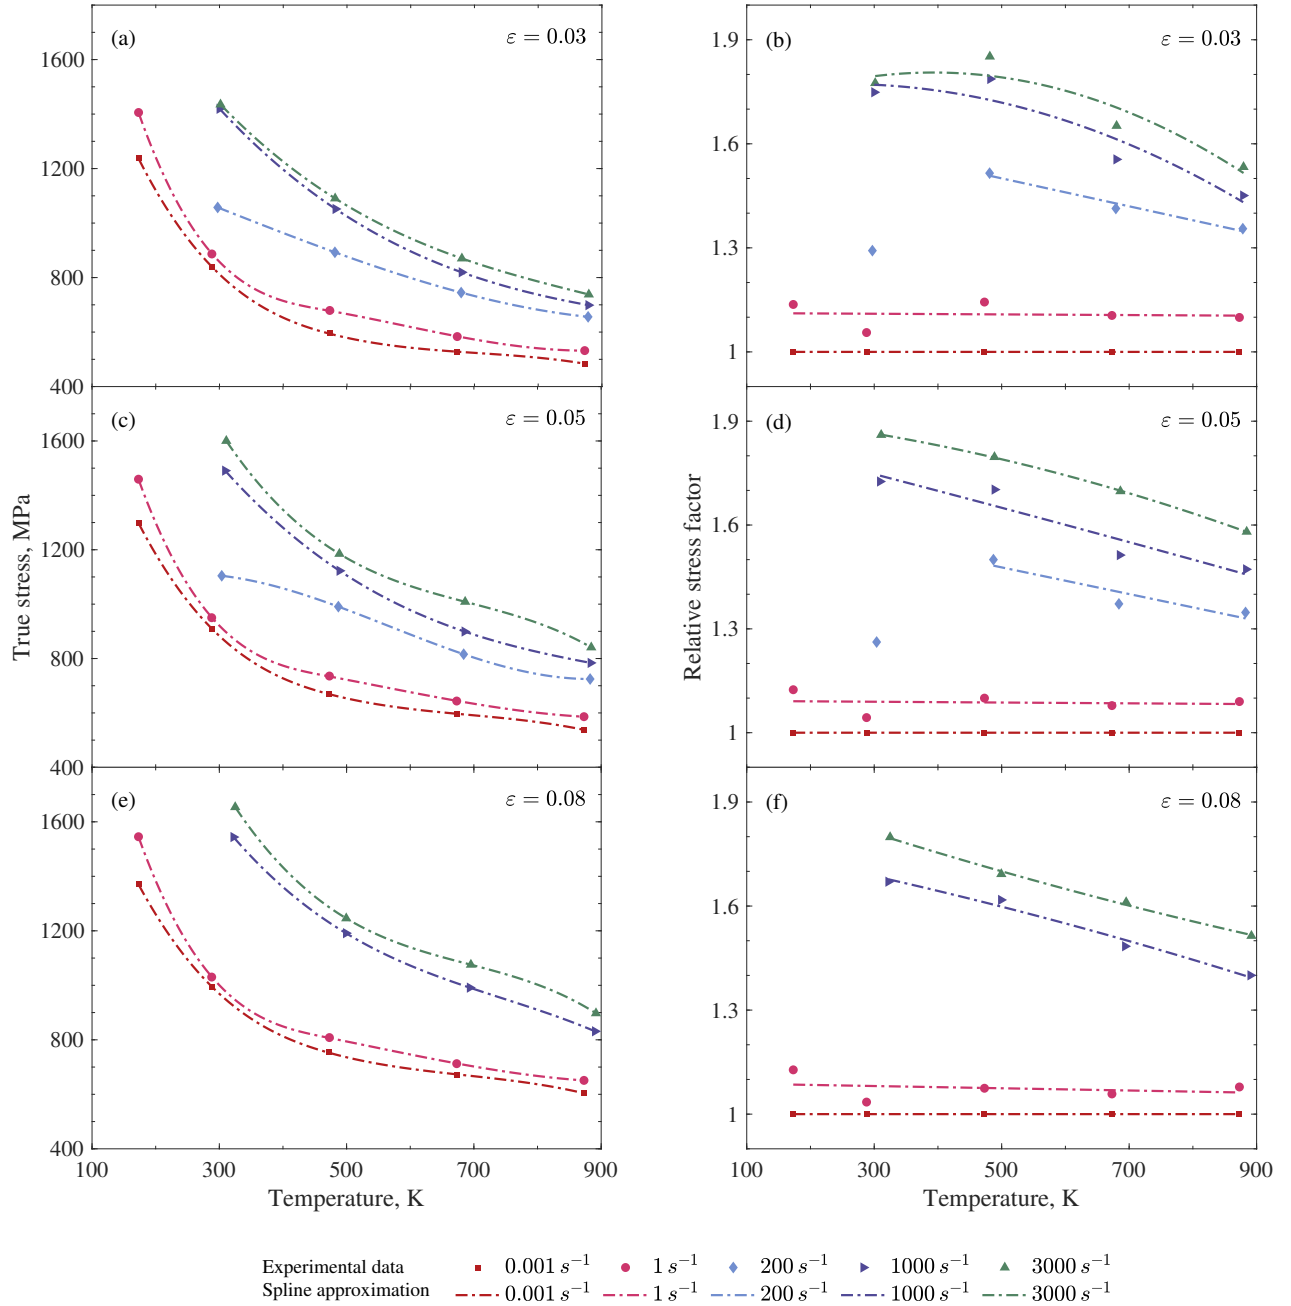 (a)
ε = 0.03
1600
1200
800
400
(b)
ε = 0.03
1.9
1.6
1.3
1
(c)
ε = 0.05
1600
1200
800
400
True stress, MPa
(d)
ε = 0.05
1.9
1.6
1.3
1
Relative stress factor
(e)
ε = 0.08
1600
1200
800
400
100 300 500 700 900
Temperature, K
(f)
ε = 0.08
1.9
1.6
1.3
1
100 300 500 700 900
Temperature, K
Experimental data 0.001 s⁻¹ 1 s⁻¹ 200 s⁻¹ 1000 s⁻¹ 3000 s⁻¹
Spline approximation 0.001 s⁻¹ 1 s⁻¹ 200 s⁻¹ 1000 s⁻¹ 3000 s⁻¹